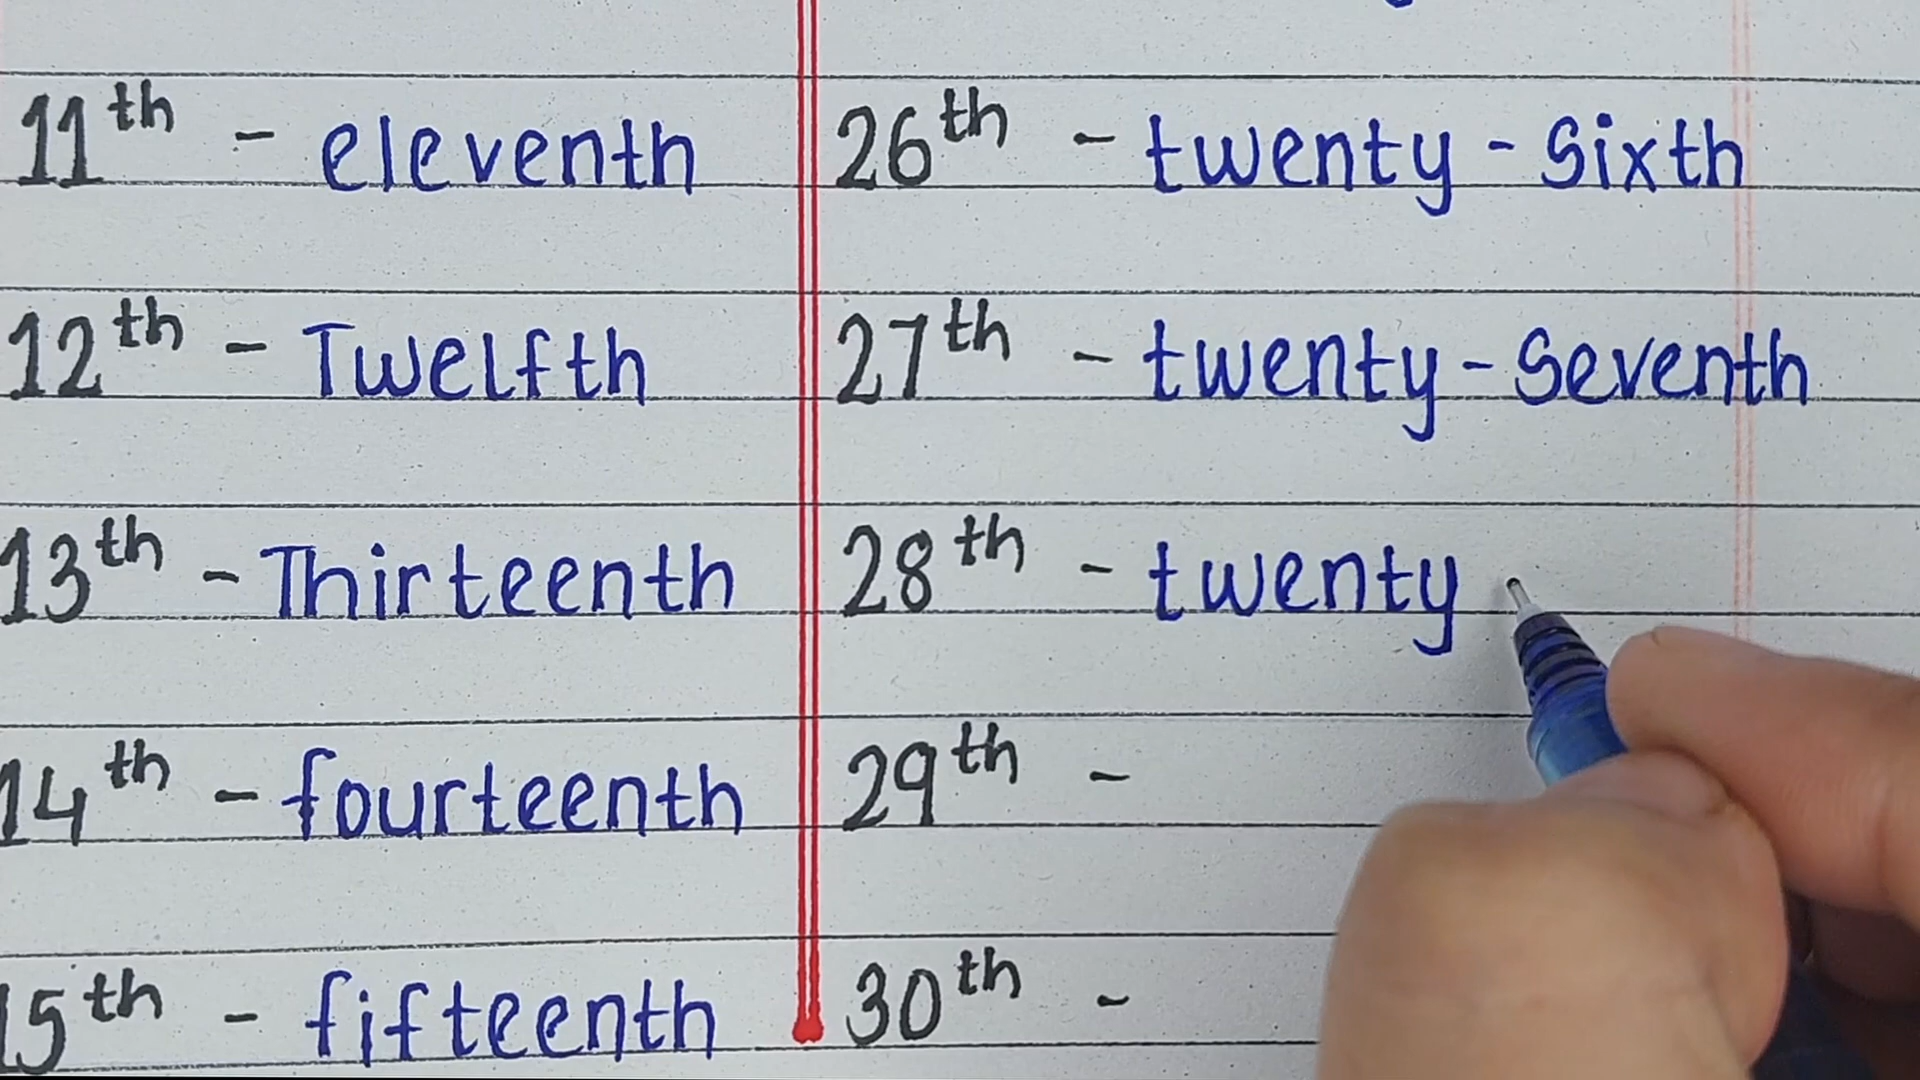 11th - eleventh
12th - Twelfth
13th - Thirteenth
14th - fourteenth
15th - fifteenth
26th - twenty - Sixth
27th - twenty - Seventh
28th - twenty
29th -
30th -